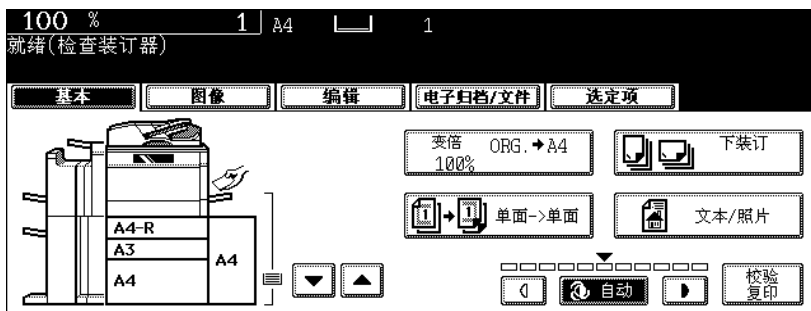 100 % 1 A4 1
就绪(检查装订器)
基本 图像 编辑 电子归档/文件 选定项
变倍 ORG.➔A4
100%
下装订
1➔1 单面->单面
文本/照片
A4-R
A3
A4
A4
自动
校验
复印